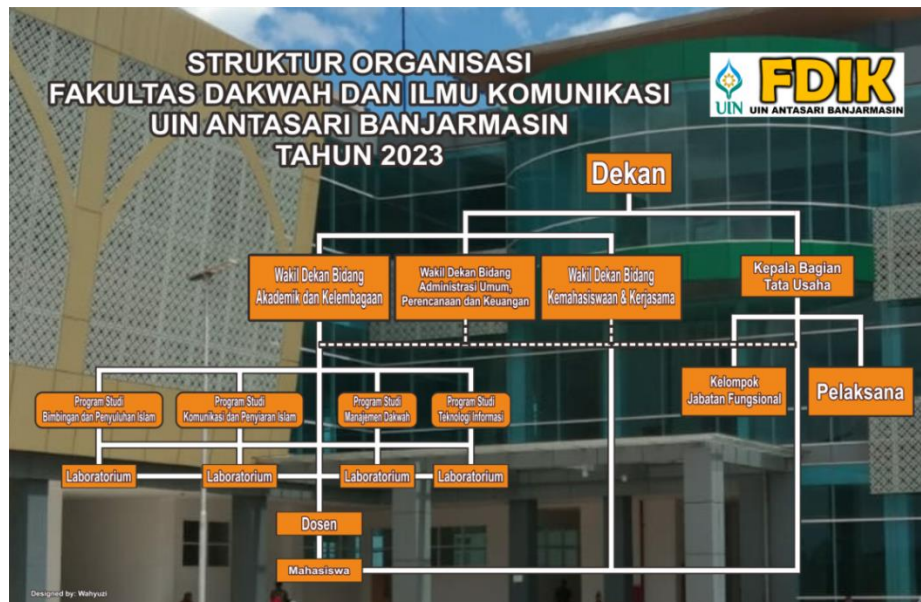 STRUKTUR ORGANISASI
FAKULTAS DAKWAH DAN ILMU KOMUNIKASI
UIN ANTASARI BANJARMASIN
TAHUN 2023
UIN
FDIK
UIN ANTASARI BANJARMASIN
Dekan
Wakil Dekan Bidang
Akademik dan Kelembagaan
Wakil Dekan Bidang
Administrasi Umum,
Perencanaan dan Keuangan
Wakil Dekan Bidang
Kemahasiswaan & Kerjasama
Kepala Bagian
Tata Usaha
Kelompok
Jabatan Fungsional
Pelaksana
Program Studi
Bimbingan dan Penyuluhan Islam
Program Studi
Komunikasi dan Penyiaran Islam
Program Studi
Manajemen Dakwah
Program Studi
Teknologi Informasi
Laboratorium
Laboratorium
Laboratorium
Laboratorium
Dosen
Mahasiswa
Designed by: Wahyuzi